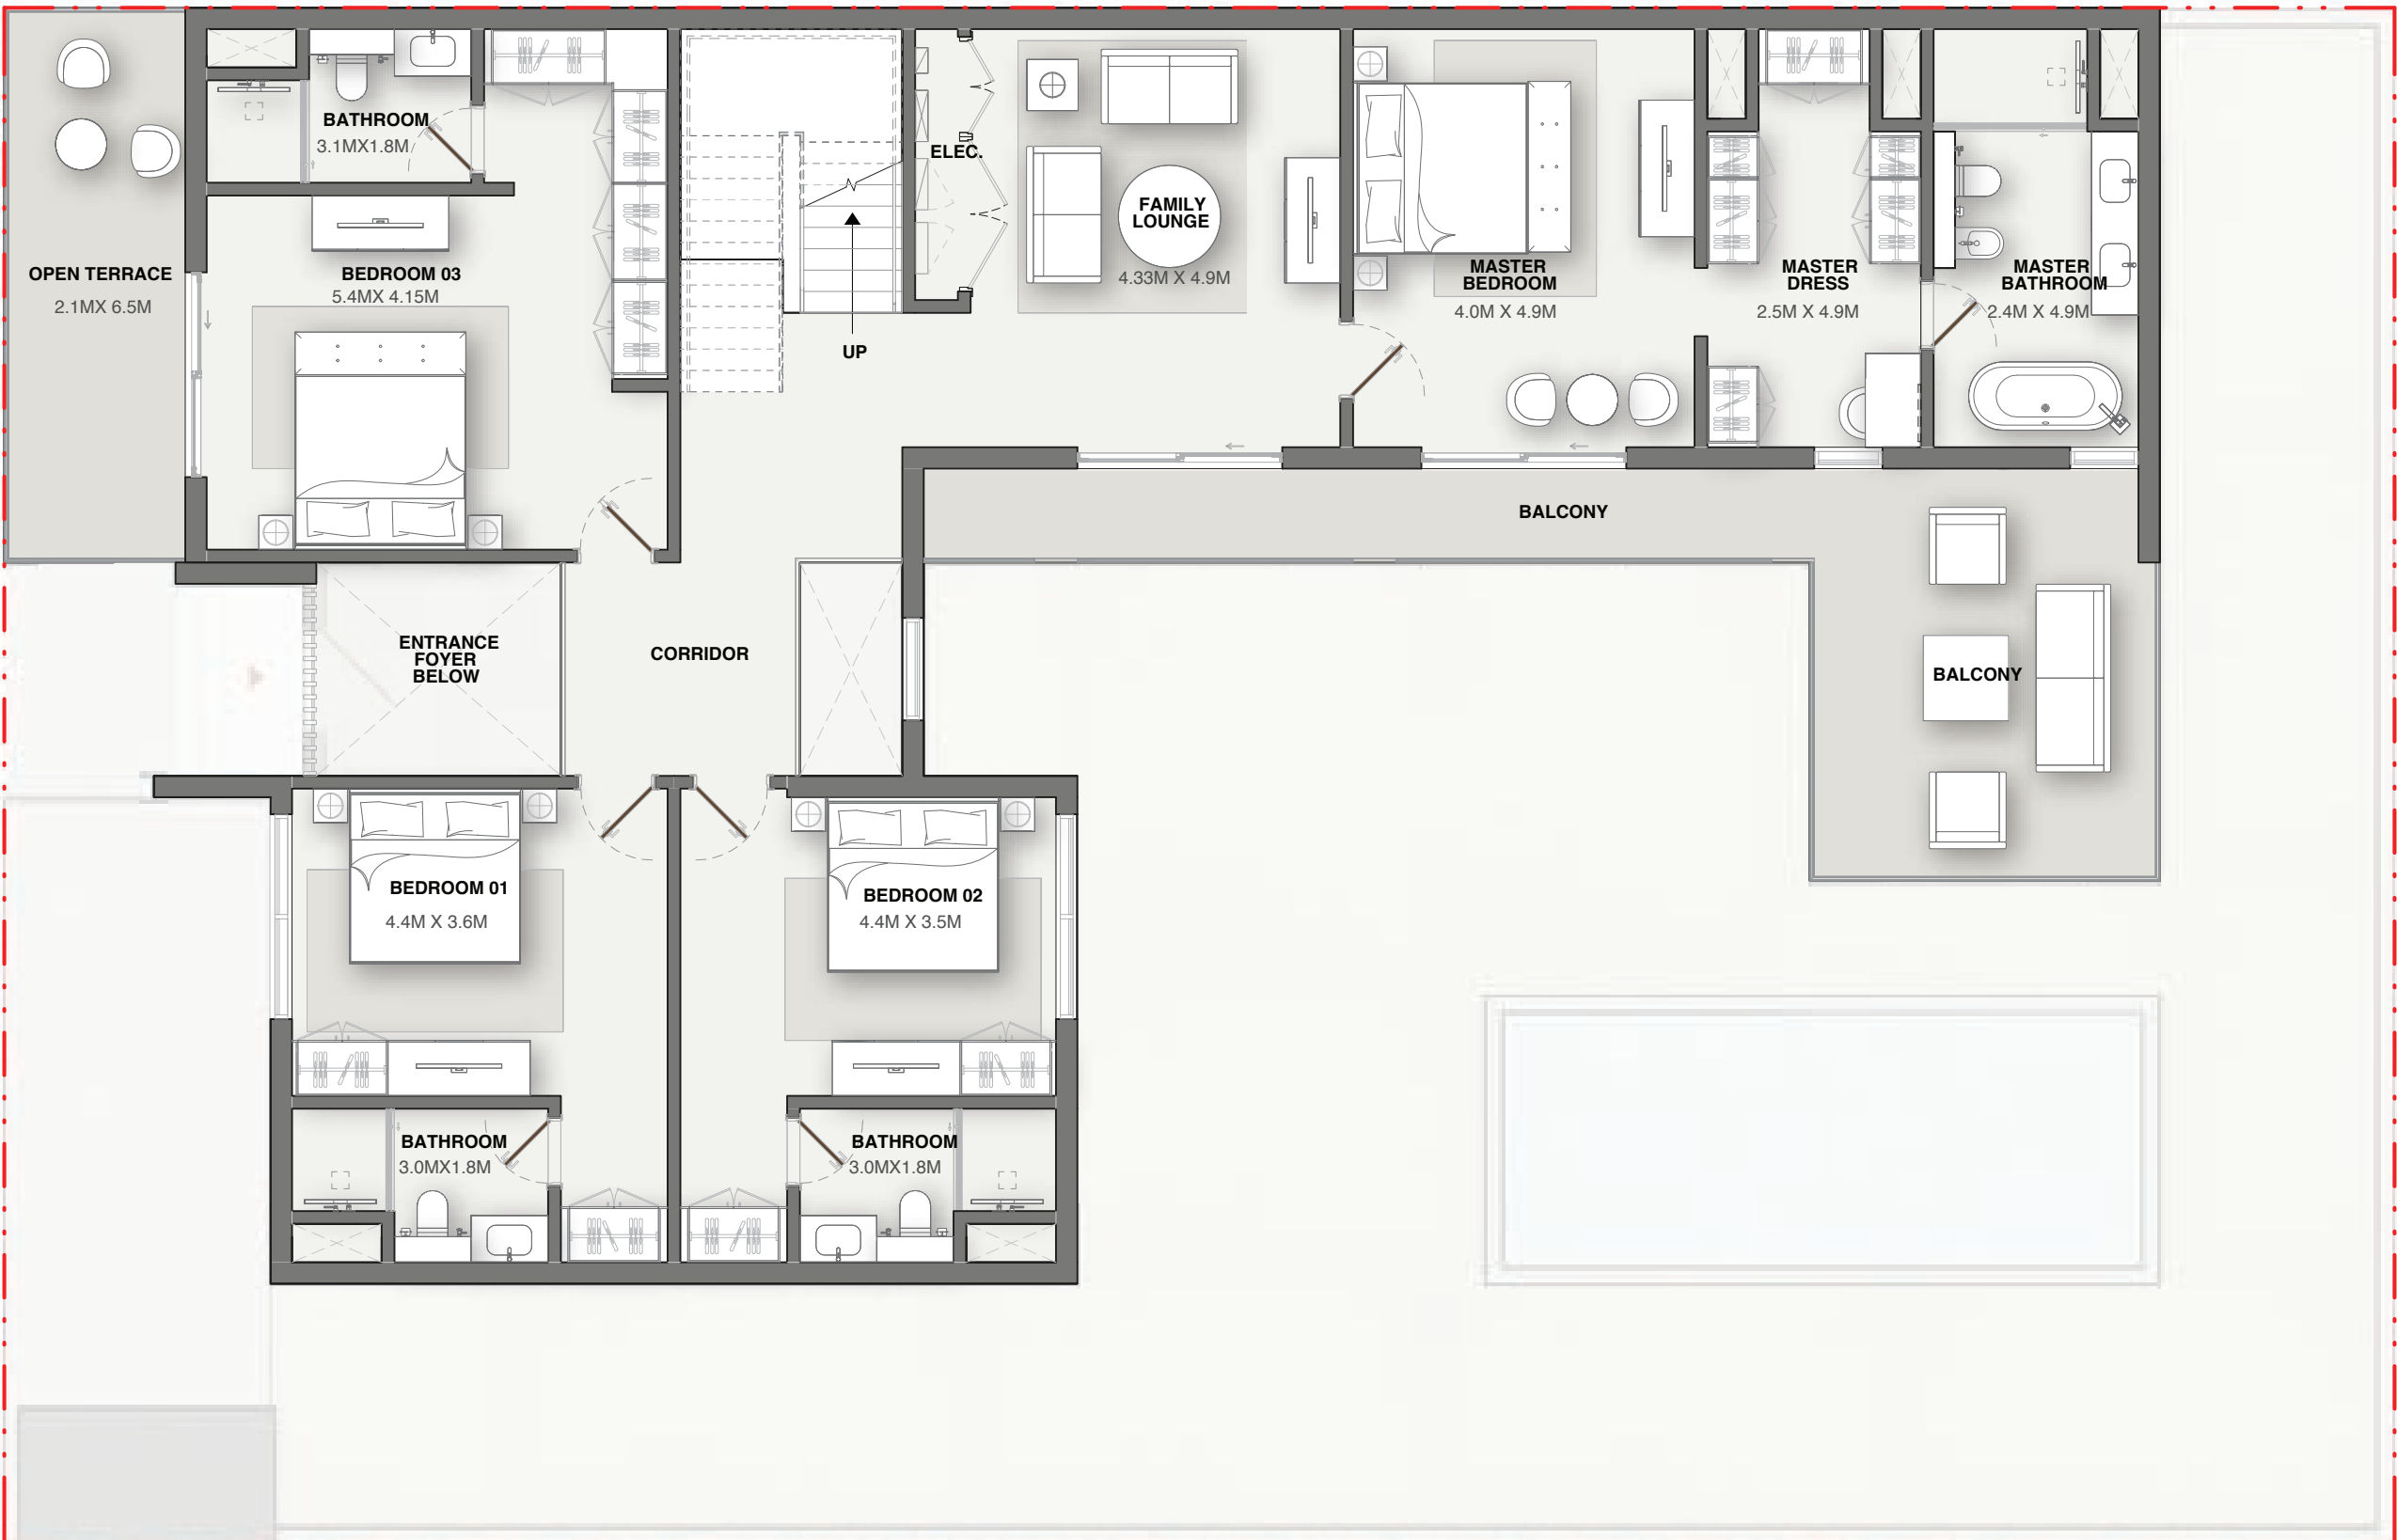 BATHROOM
3.1MX1.8M
ELEC.
FAMILY
LOUNGE
4.33M X 4.9M
OPEN TERRACE
2.1MX 6.5M
BEDROOM 03
5.4MX 4.15M
MASTER
BEDROOM
4.0M X 4.9M
MASTER
DRESS
2.5M X 4.9M
MASTER
BATHROOM
2.4M X 4.9M
UP
BALCONY
ENTRANCE
FOYER
BELOW
CORRIDOR
BALCONY
BEDROOM 01
4.4M X 3.6M
BEDROOM 02
4.4M X 3.5M
BATHROOM
3.0MX1.8M
BATHROOM
3.0MX1.8M